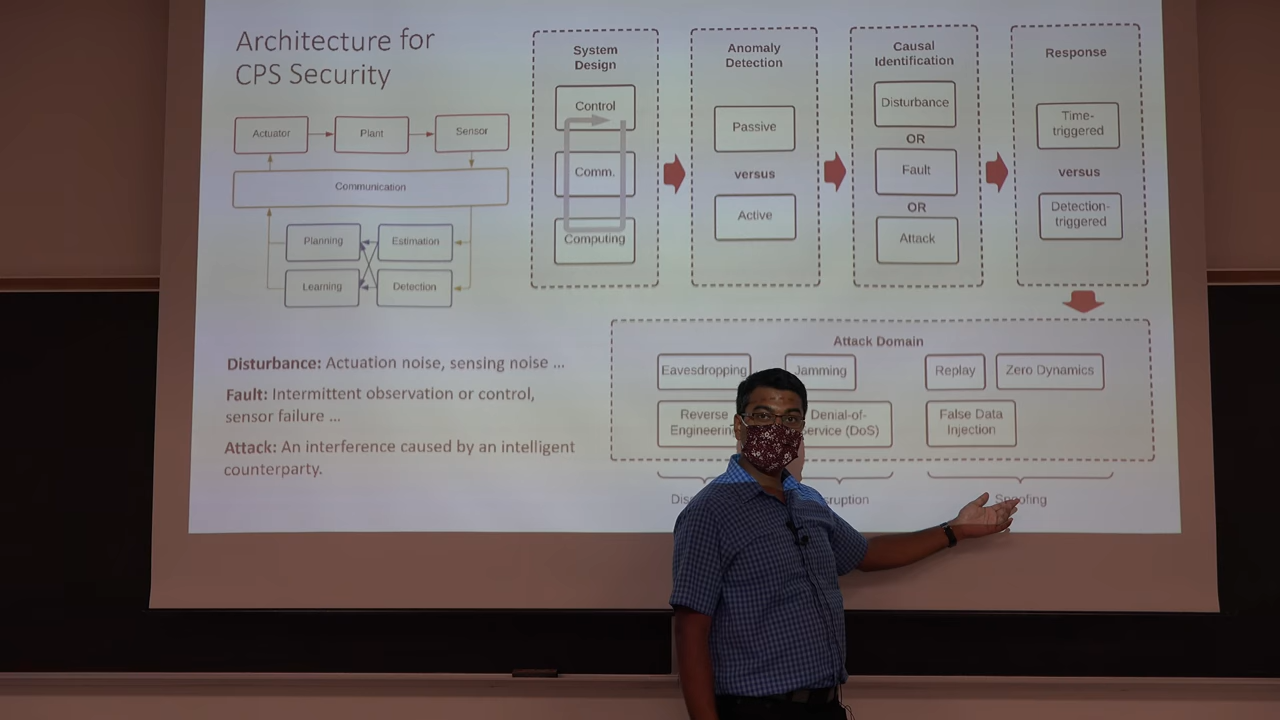 Architecture for
CPS Security
Actuator
Plant
Sensor
Communication
Planning
Estimation
Learning
Detection
Disturbance: Actuation noise, sensing noise ...
Fault: Intermittent observation or control,
sensor failure ...
Attack: An interference caused by an intelligent
counterparty.
System
Design
Control
Comm.
Computing
Anomaly
Detection
Passive
versus
Active
Causal
Identification
Disturbance
OR
Fault
OR
Attack
Response
Time-
triggered
versus
Detection-
triggered
Attack Domain
Eavesdropping
Jamming
Replay
Zero Dynamics
Reverse
Engineering
Denial-of-
Service (DoS)
False Data
Injection
Spoofing